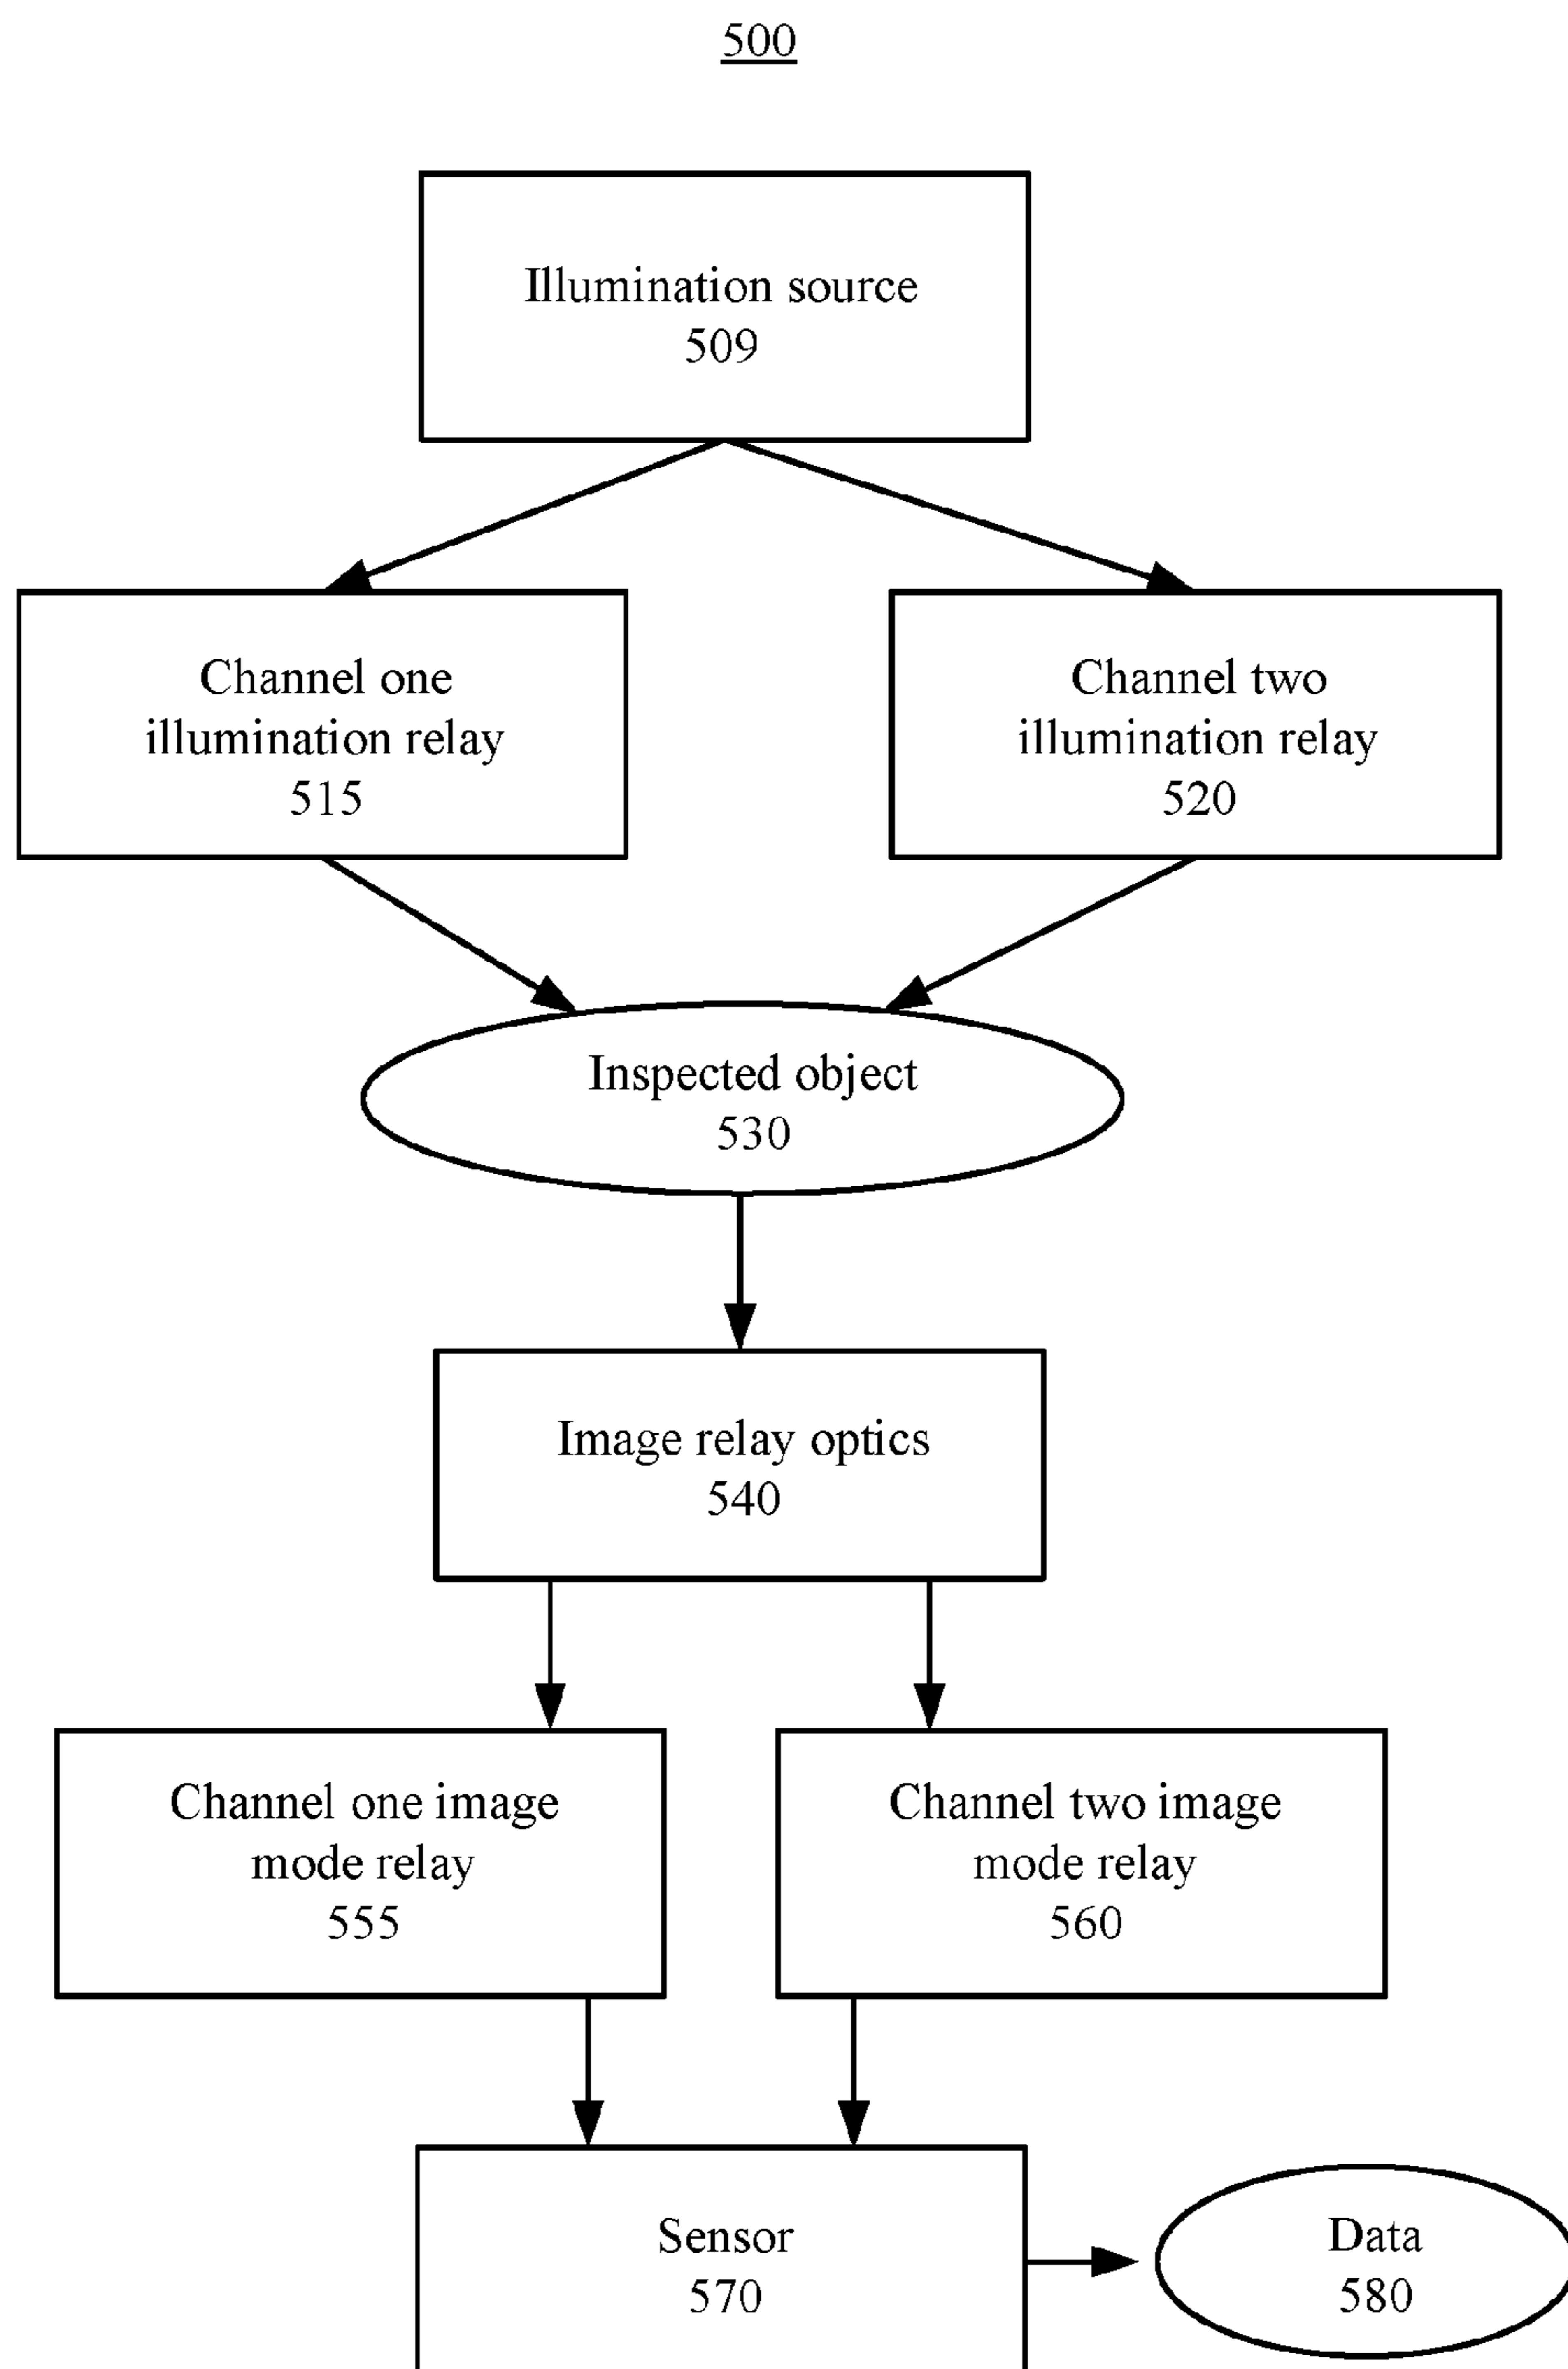 500
Illumination source
509
Channel one
illumination relay
515
Channel two
illumination relay
520
Inspected object
530
Image relay optics
540
Channel one image
mode relay
555
Channel two image
mode relay
560
Sensor
570
Data
580